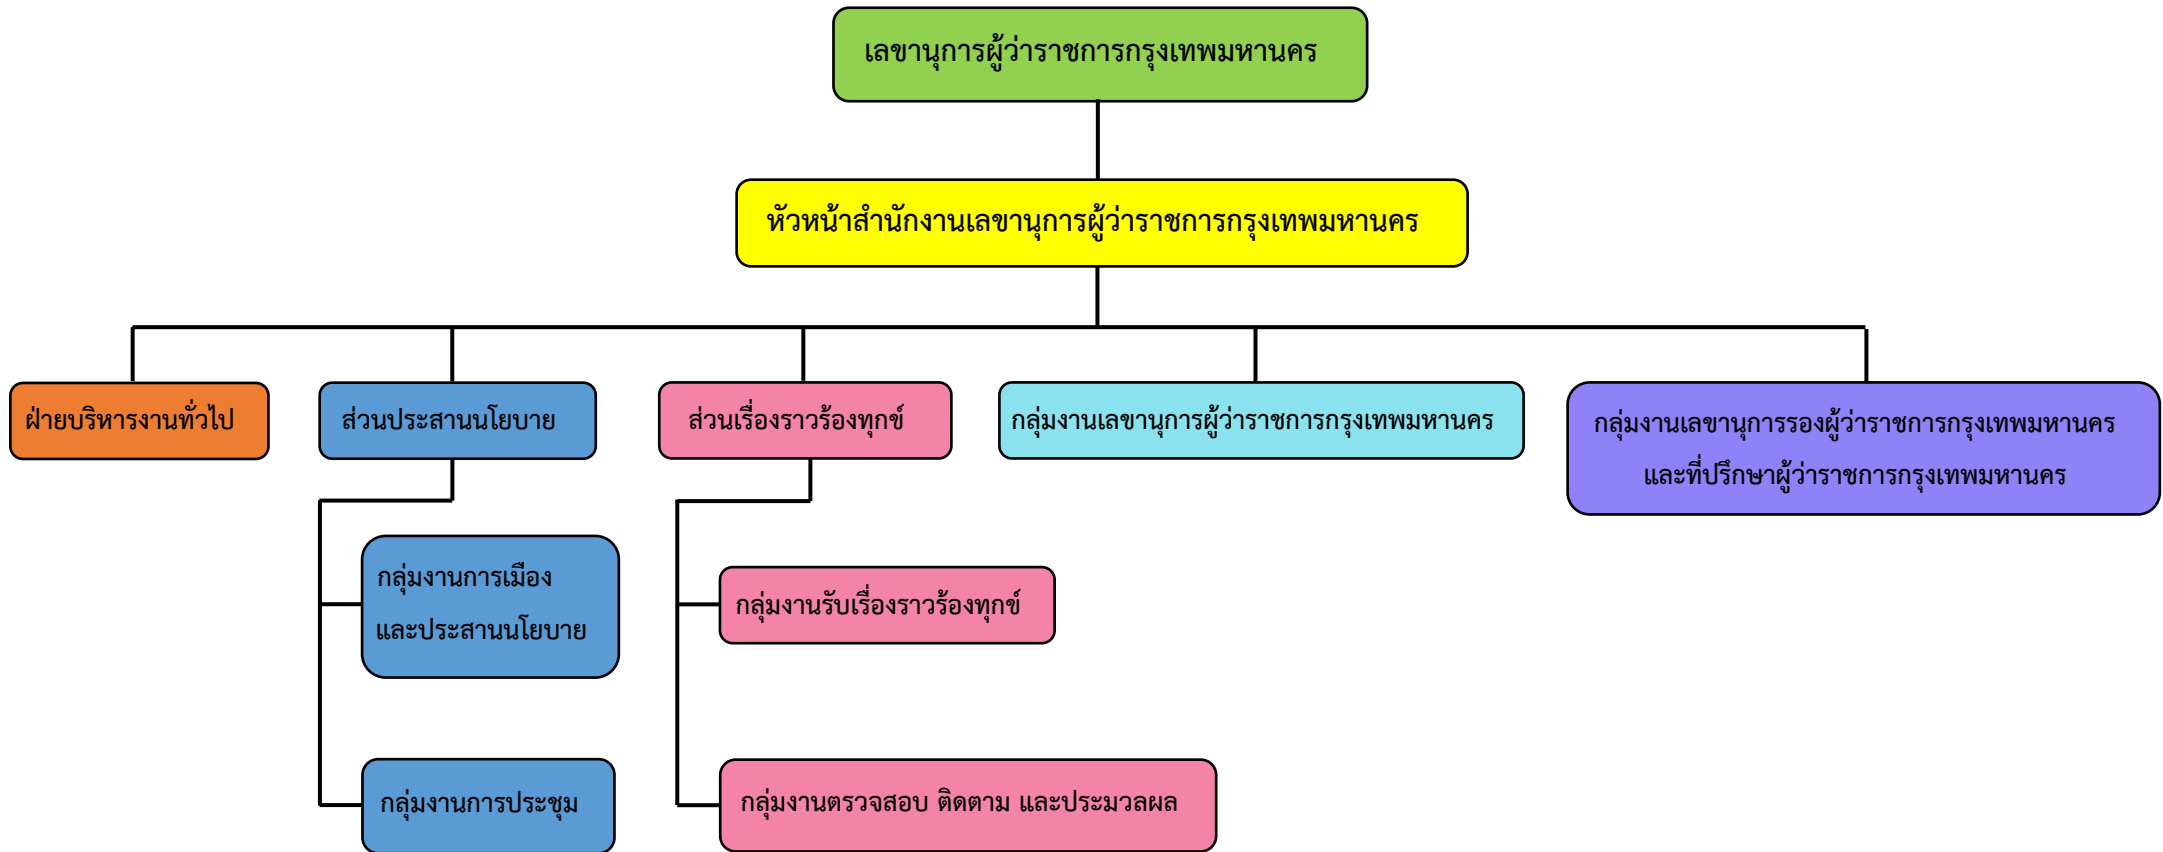 เลขานุการผู้ว่าราชการกรุงเทพมหานคร
หัวหน้าสำนักงานเลขานุการผู้ว่าราชการกรุงเทพมหานคร
ฝ่ายบริหารงานทั่วไป
ส่วนประสานนโยบาย
ส่วนเรื่องราวร้องทุกข์
กลุ่มงานเลขานุการผู้ว่าราชการกรุงเทพมหานคร
กลุ่มงานเลขานุการรองผู้ว่าราชการกรุงเทพมหานคร
และที่ปรึกษาผู้ว่าราชการกรุงเทพมหานคร
กลุ่มงานการเมือง
และประสานนโยบาย
กลุ่มงานรับเรื่องราวร้องทุกข์
กลุ่มงานการประชุม
กลุ่มงานตรวจสอบ ติดตาม และประมวลผล